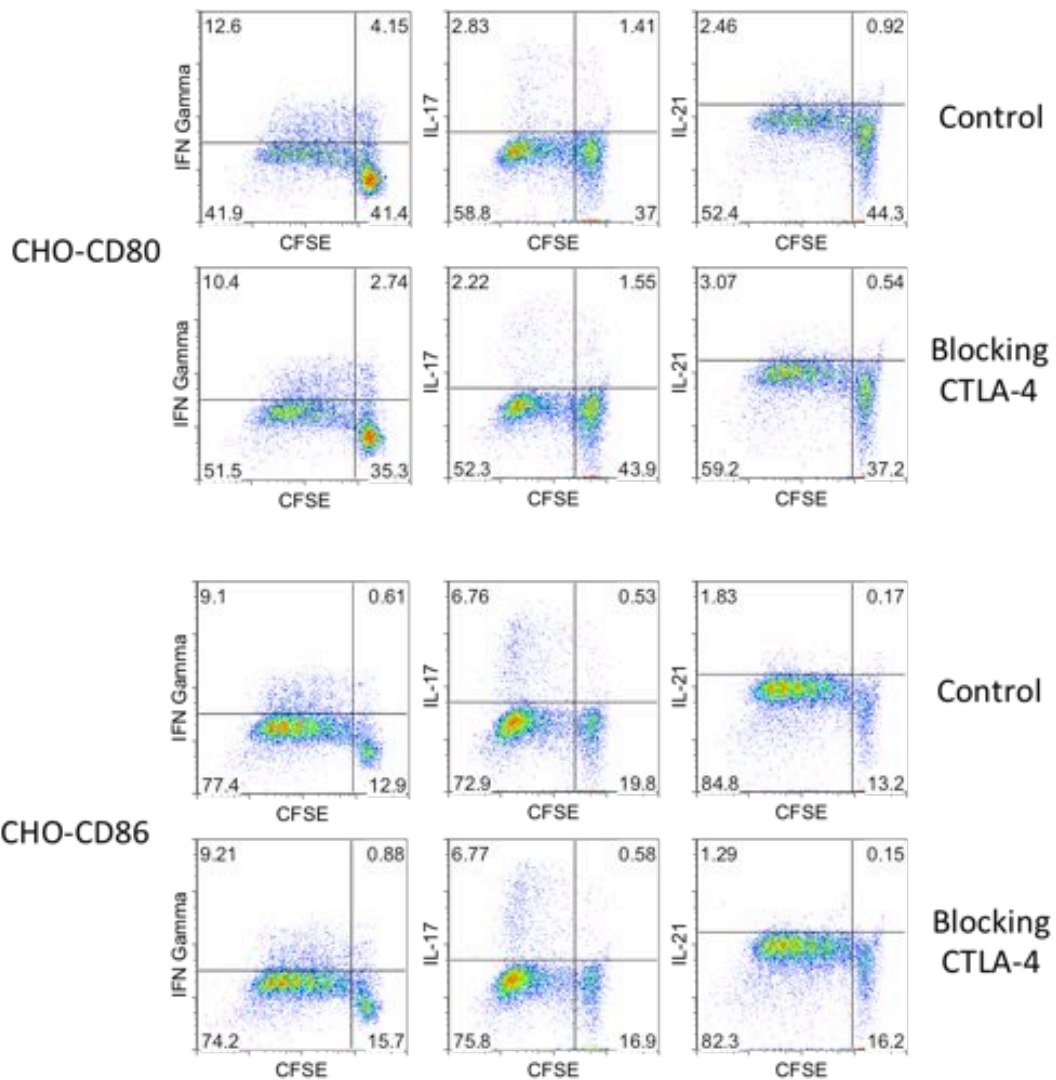 12.6 4.15 2.83 1.41 2.46 0.92
IFN Gamma IL-17 IL-21 Control
41.9 41.4 58.8 37 52.4 44.3
CFSE CFSE CFSE
CHO-CD80
10.4 2.74 2.22 1.55 3.07 0.54
IFN Gamma IL-17 IL-21 Blocking
CTLA-4
51.5 35.3 52.3 43.9 59.2 37.2
CFSE CFSE CFSE
9.1 0.61 6.76 0.53 1.83 0.17
IFN Gamma IL-17 IL-21 Control
77.4 12.9 72.9 19.8 84.8 13.2
CFSE CFSE CFSE
CHO-CD86
9.21 0.88 6.77 0.58 1.29 0.15
IFN Gamma IL-17 IL-21 Blocking
CTLA-4
74.2 15.7 75.8 16.9 82.3 16.2
CFSE CFSE CFSE